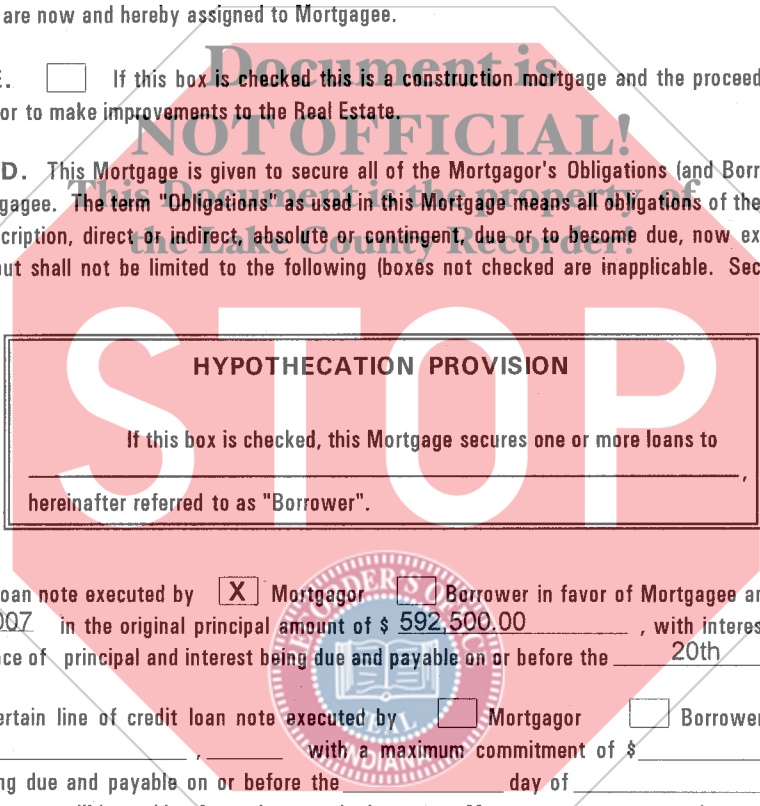 are now and hereby assigned to Mortgagee.
E. If this box is checked this is a construction mortgage and the proceed
or to make improvements to the Real Estate.
Document is
NOT OFFICIAL!
This Document is the property of
the Lake County Recorder!
D. This Mortgage is given to secure all of the Mortgagor's Obligations (and Borr
gagee. The term "Obligations" as used in this Mortgage means all obligations of the
cription, direct or indirect, absolute or contingent, due or to become due, now ex
out shall not be limited to the following (boxes not checked are inapplicable. Sec
STOP
HYPOTHECATION PROVISION
If this box is checked, this Mortgage secures one or more loans to
,
hereinafter referred to as "Borrower".
oan note executed by X Mortgagor Borrower in favor of Mortgagee an
007 in the original principal amount of $ 592,500.00 , with interes
ce of principal and interest being due and payable on or before the 20th
RECORDER'S OFFICE
SEAL
INDIANA
ertain line of credit loan note executed by Mortgagor Borrower
, with a maximum commitment of $
ng due and payable on or before the day of